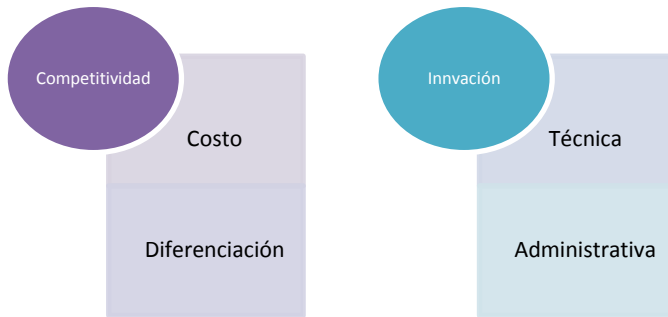 Competitividad
Costo
Diferenciación
Innvación
Técnica
Administrativa